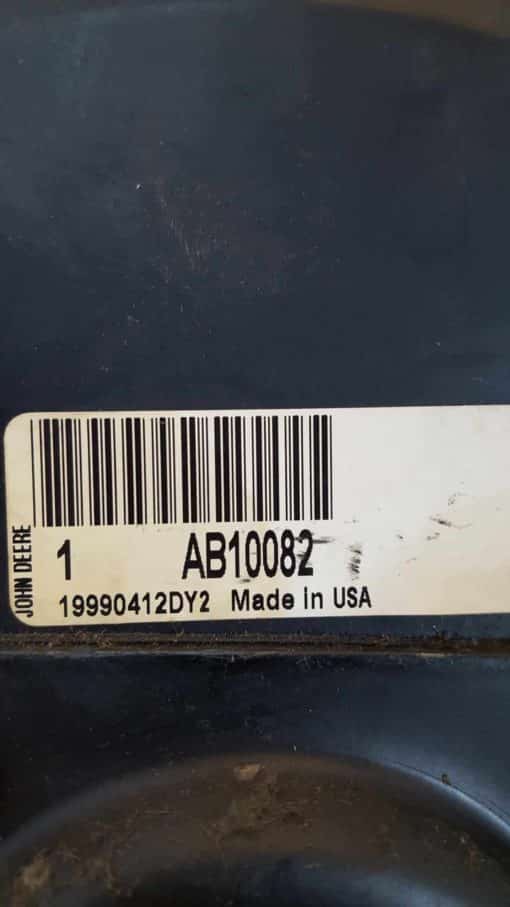 JOHN DEERE
1 AB10082
19990412DY2 Made in USA